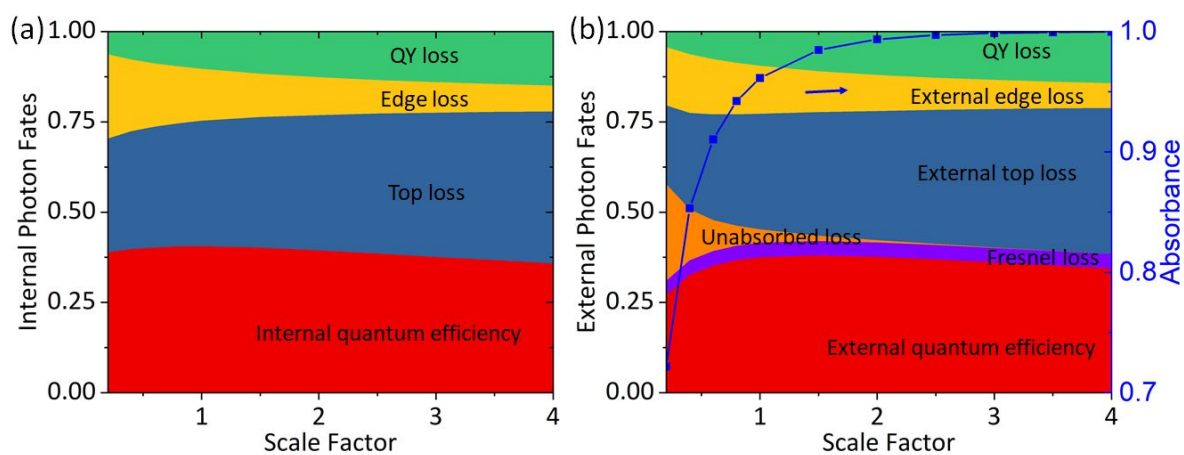 (a)
Internal Photon Fates
1.00
0.75
0.50
0.25
0.00
QY loss
Edge loss
Top loss
Internal quantum efficiency
1
2
3
4
Scale Factor
(b)
External Photon Fates
1.00
0.75
0.50
0.25
0.00
QY loss
External edge loss
External top loss
Unabsorbed loss
Fresnel loss
External quantum efficiency
1
2
3
4
Scale Factor
1.0
0.9
0.8
0.7
Absorbance